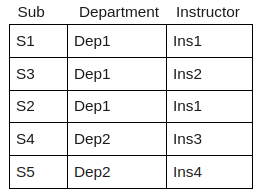 Sub Department Instructor
S1 Dep1 Ins1
S3 Dep1 Ins2
S2 Dep1 Ins1
S4 Dep2 Ins3
S5 Dep2 Ins4